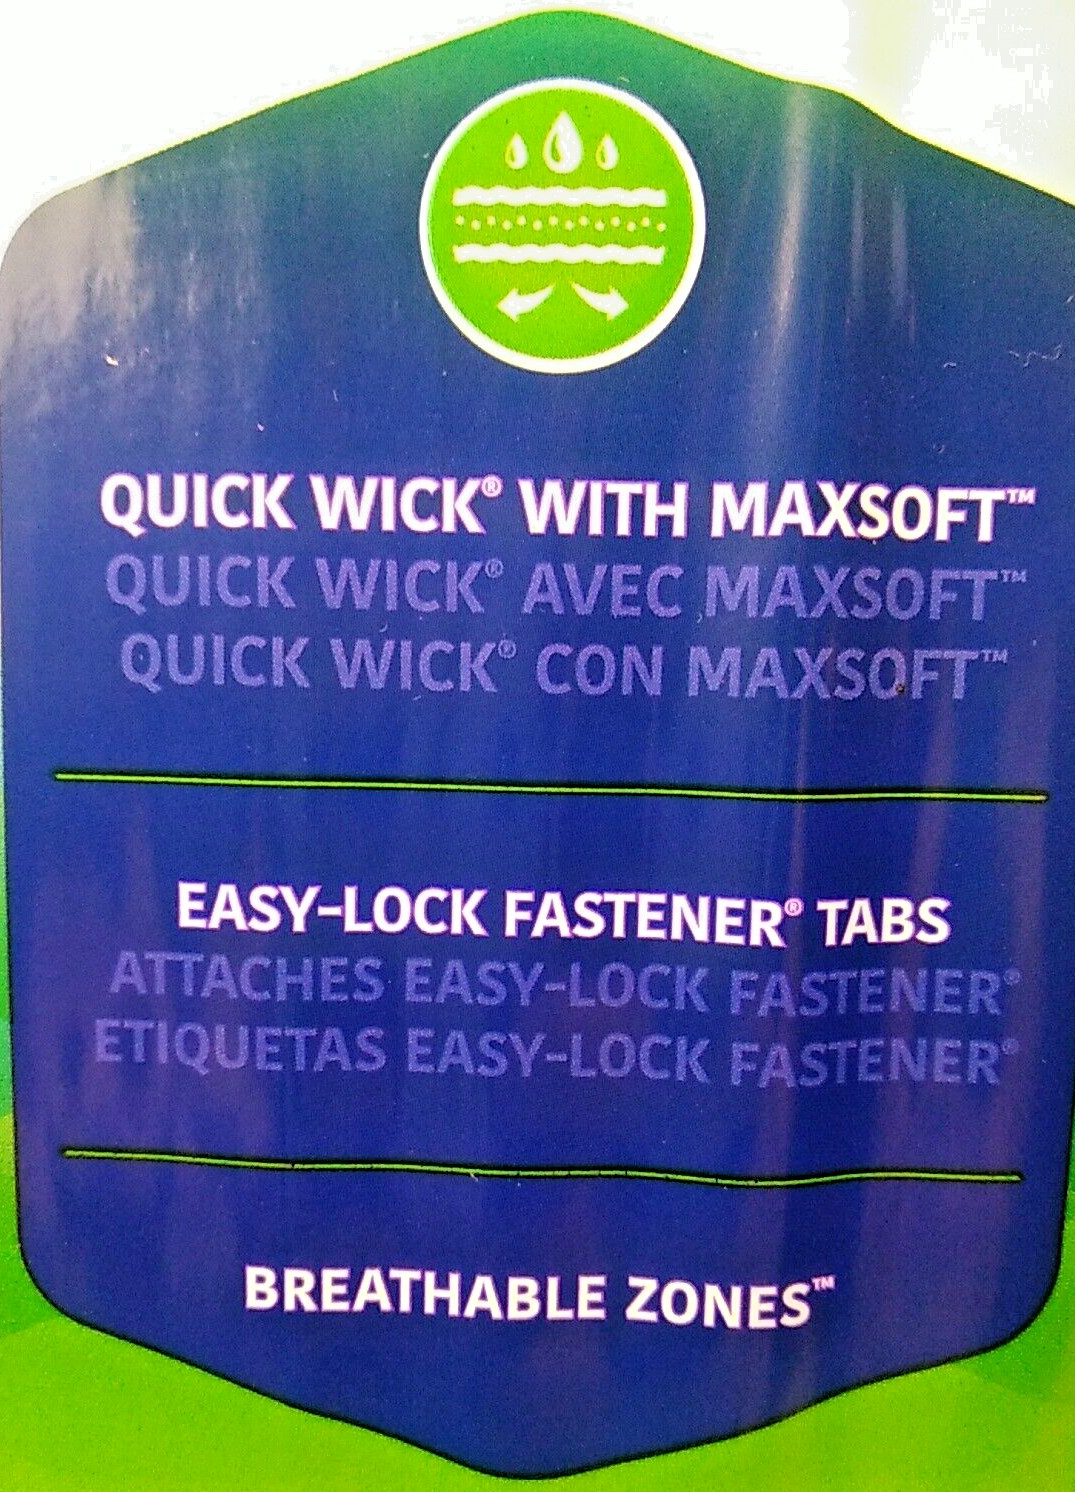 QUICK WICK® WITH MAXSOFT™
QUICK WICK® AVEC MAXSOFT™
QUICK WICK® CON MAXSOFT™
EASY-LOCK FASTENER® TABS
ATTACHES EASY-LOCK FASTENER®
ETIQUETAS EASY-LOCK FASTENER®
BREATHABLE ZONES™